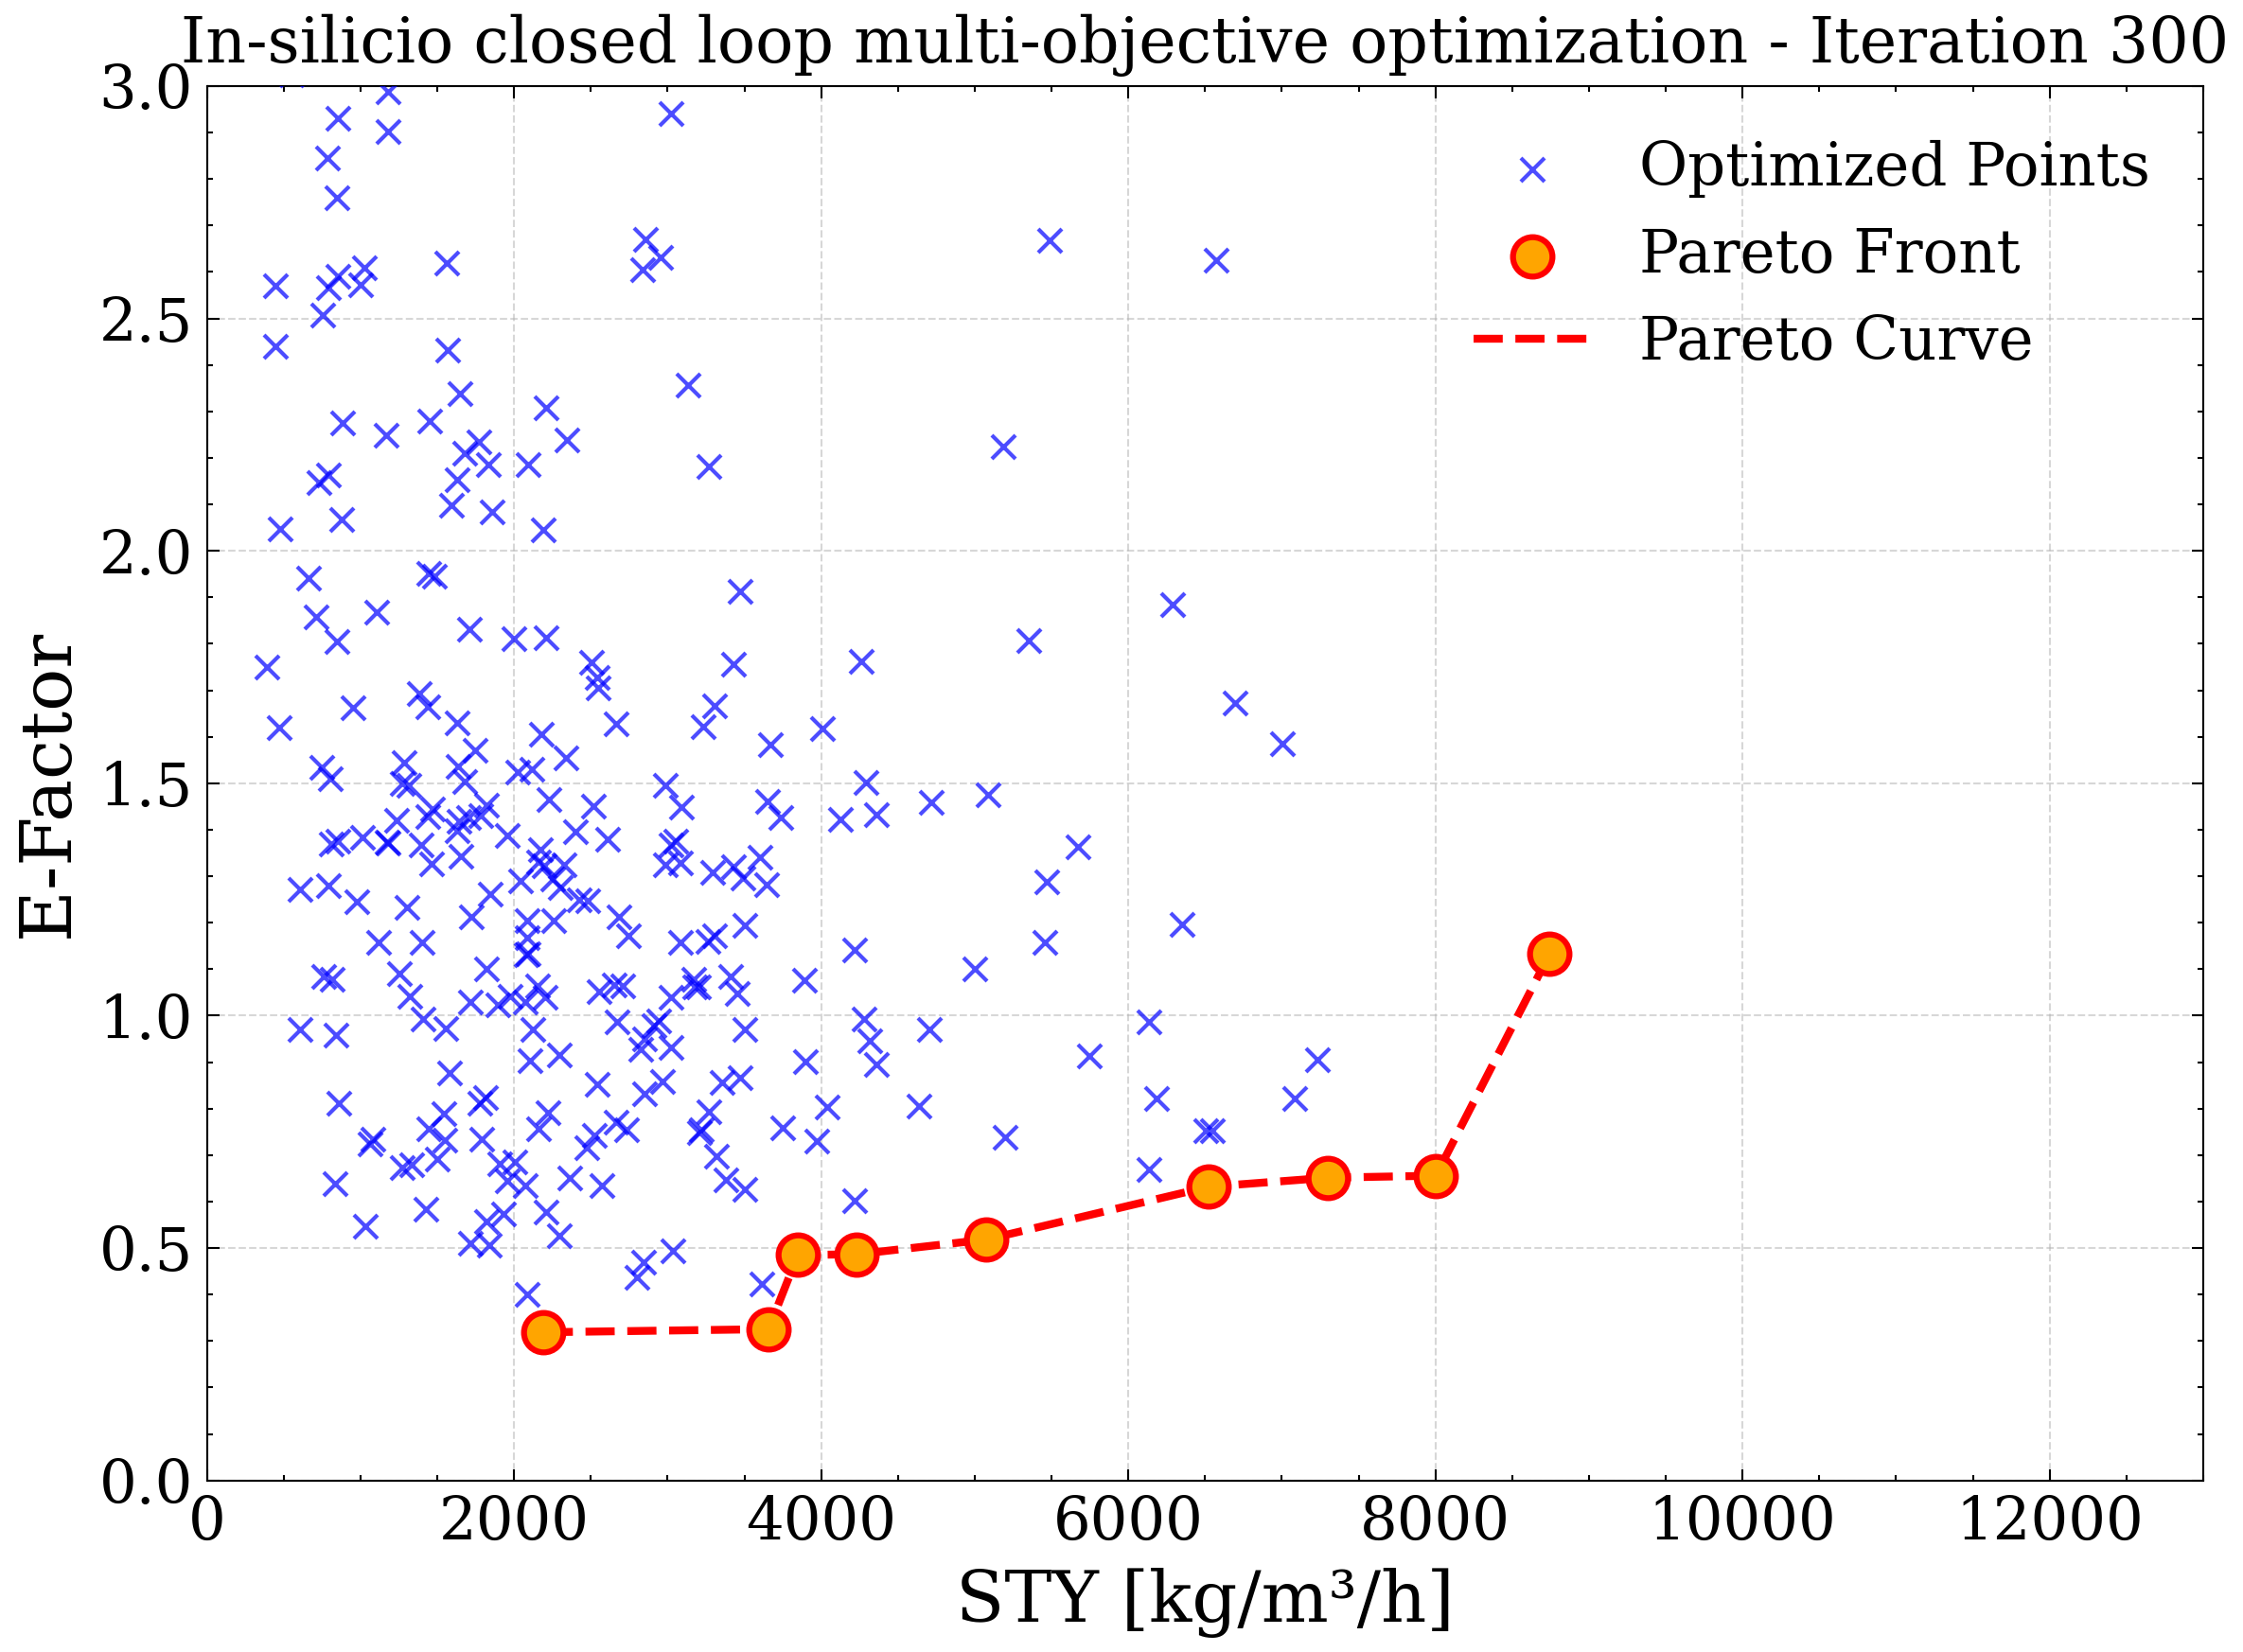 In-silicio closed loop multi-objective optimization - Iteration 300
3.0
2.5
2.0
1.5
1.0
0.5
0.0
E-Factor
Optimized Points
Pareto Front
Pareto Curve
0 2000 4000 6000 8000 10000 12000
STY [kg/m³/h]